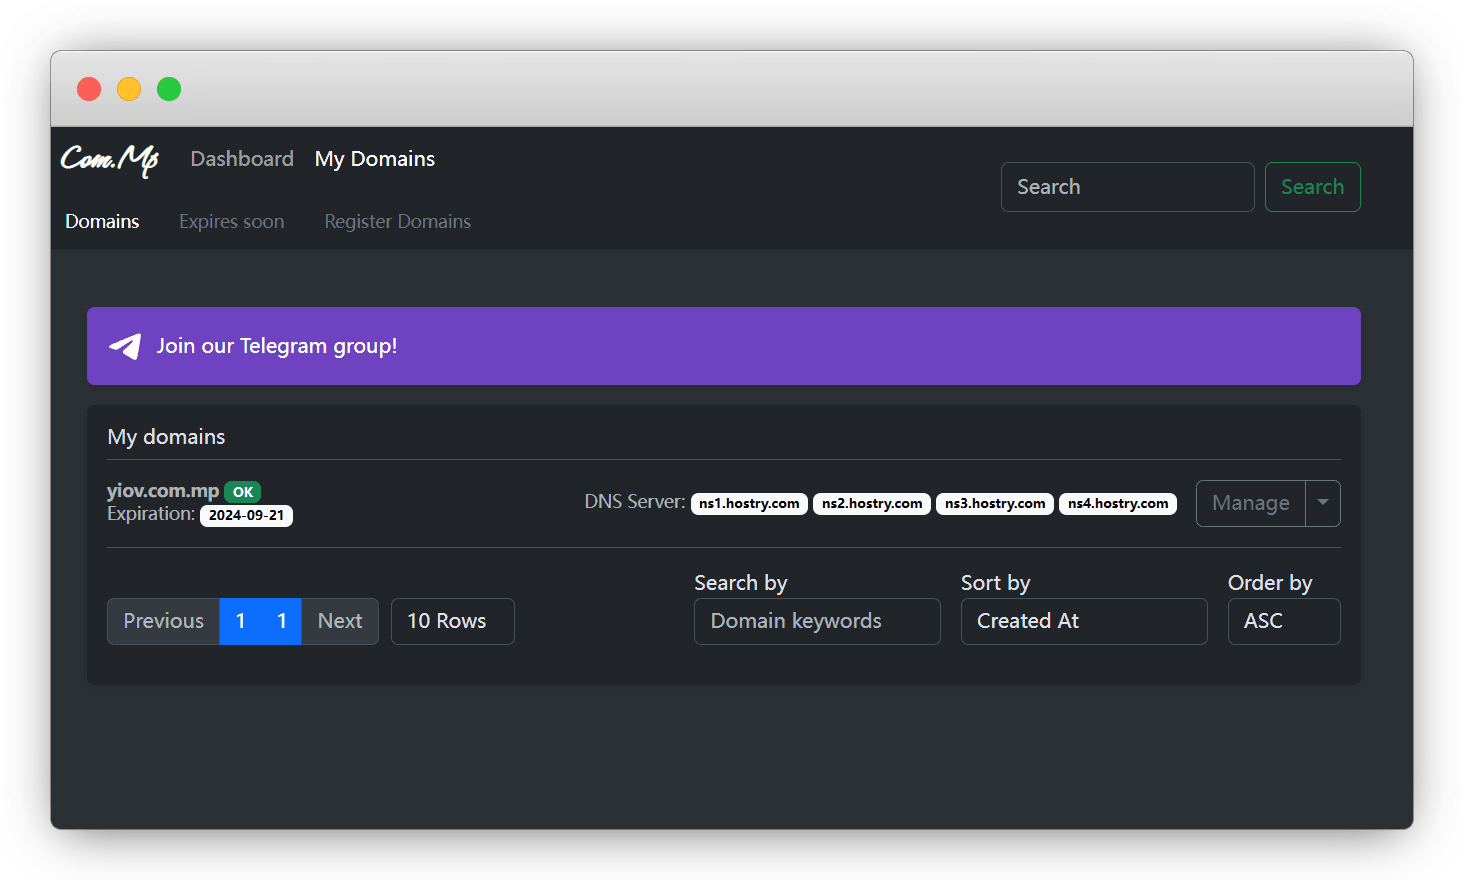 Com.Mp Dashboard My Domains
Search Search
Domains Expires soon Register Domains
Join our Telegram group!
My domains
yiov.com.mp OK
Expiration: 2024-09-21
DNS Server: ns1.hostry.com ns2.hostry.com ns3.hostry.com ns4.hostry.com
Manage
Search by Sort by Order by
Previous 1 1 Next 10 Rows Domain keywords Created At ASC